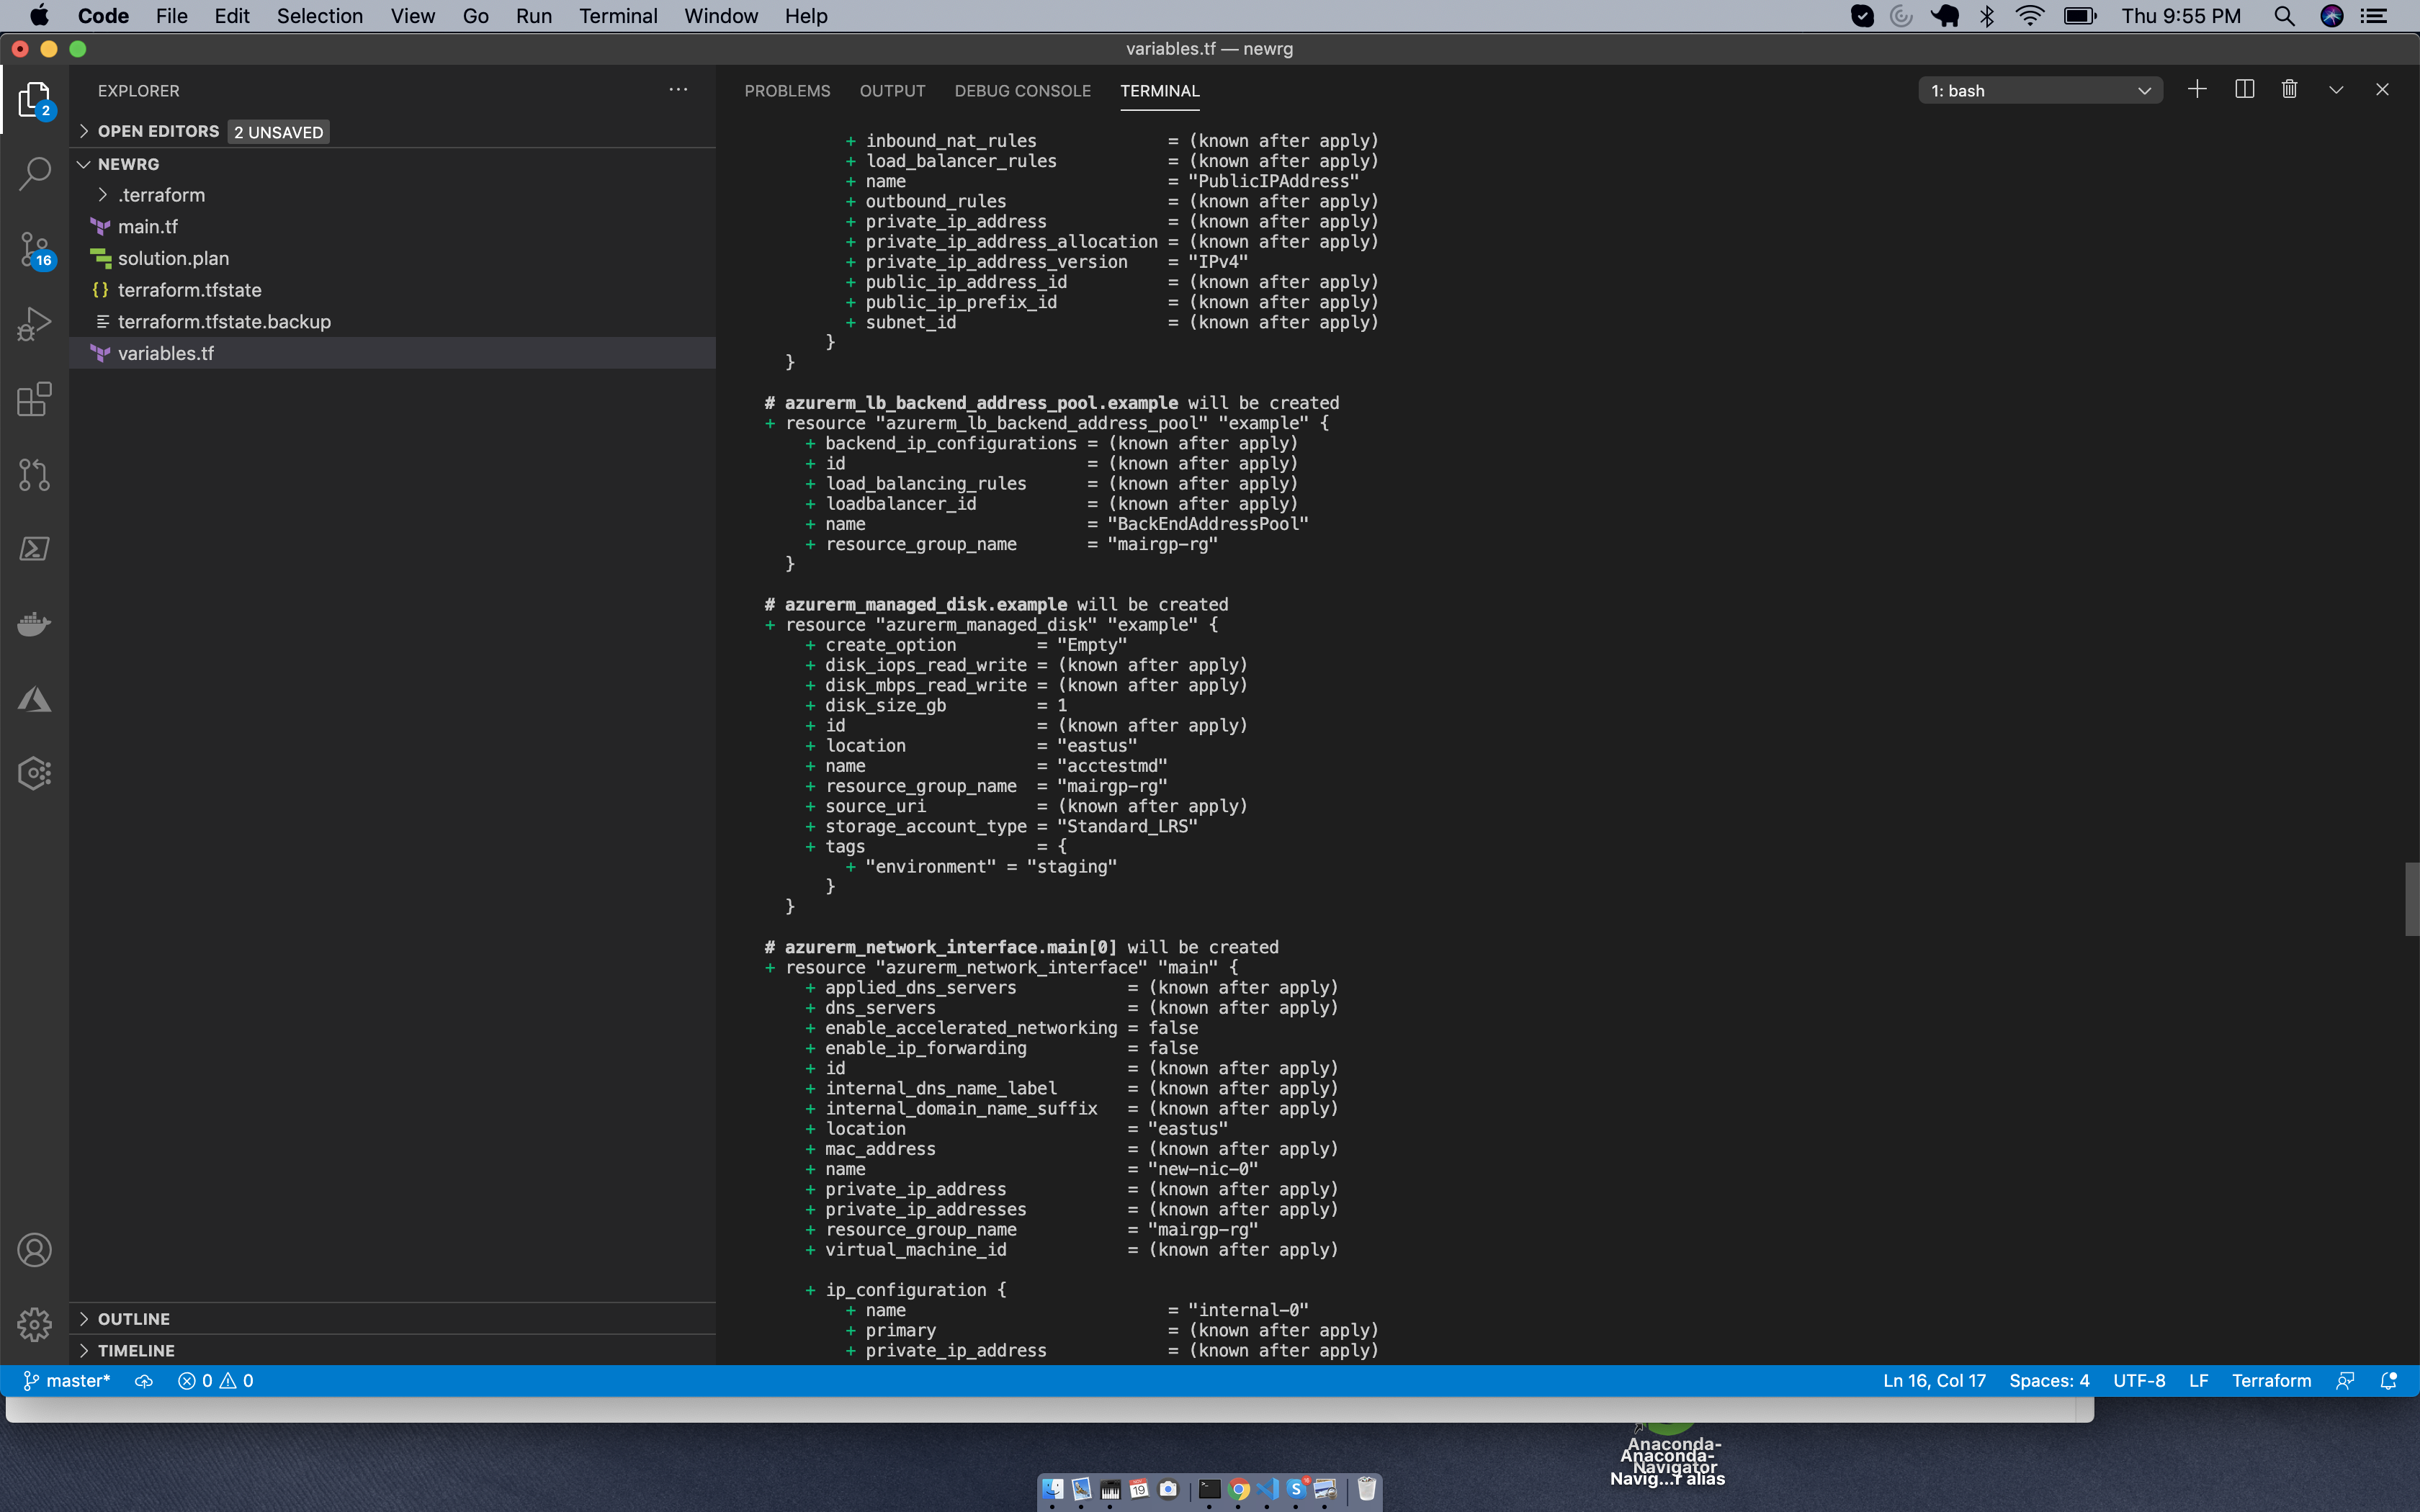 Code File Edit Selection View Go Run Terminal Window Help Thu 9:55 PM
variables.tf — newrg
EXPLORER
OPEN EDITORS 2 UNSAVED
NEWRG
.terraform
main.tf
solution.plan
{} terraform.tfstate
terraform.tfstate.backup
variables.tf
OUTLINE
TIMELINE
2
16
PROBLEMS OUTPUT DEBUG CONSOLE TERMINAL 1: bash
+ inbound_nat_rules = (known after apply)
+ load_balancer_rules = (known after apply)
+ name = "PublicIPAddress"
+ outbound_rules = (known after apply)
+ private_ip_address = (known after apply)
+ private_ip_address_allocation = (known after apply)
+ private_ip_address_version = "IPv4"
+ public_ip_address_id = (known after apply)
+ public_ip_prefix_id = (known after apply)
+ subnet_id = (known after apply)
}
}
# azurerm_lb_backend_address_pool.example will be created
+ resource "azurerm_lb_backend_address_pool" "example" {
+ backend_ip_configurations = (known after apply)
+ id = (known after apply)
+ load_balancing_rules = (known after apply)
+ loadbalancer_id = (known after apply)
+ name = "BackEndAddressPool"
+ resource_group_name = "mairgp-rg"
}
# azurerm_managed_disk.example will be created
+ resource "azurerm_managed_disk" "example" {
+ create_option = "Empty"
+ disk_iops_read_write = (known after apply)
+ disk_mbps_read_write = (known after apply)
+ disk_size_gb = 1
+ id = (known after apply)
+ location = "eastus"
+ name = "acctestmd"
+ resource_group_name = "mairgp-rg"
+ source_uri = (known after apply)
+ storage_account_type = "Standard_LRS"
+ tags = {
+ "environment" = "staging"
}
}
# azurerm_network_interface.main[0] will be created
+ resource "azurerm_network_interface" "main" {
+ applied_dns_servers = (known after apply)
+ dns_servers = (known after apply)
+ enable_accelerated_networking = false
+ enable_ip_forwarding = false
+ id = (known after apply)
+ internal_dns_name_label = (known after apply)
+ internal_domain_name_suffix = (known after apply)
+ location = "eastus"
+ mac_address = (known after apply)
+ name = "new-nic-0"
+ private_ip_address = (known after apply)
+ private_ip_addresses = (known after apply)
+ resource_group_name = "mairgp-rg"
+ virtual_machine_id = (known after apply)
+ ip_configuration {
+ name = "internal-0"
+ primary = (known after apply)
+ private_ip_address = (known after apply)
master* 0 0 Ln 16, Col 17 Spaces: 4 UTF-8 LF Terraform
Anaconda-
Anaconda-
Navigator
Navig...r alias
19